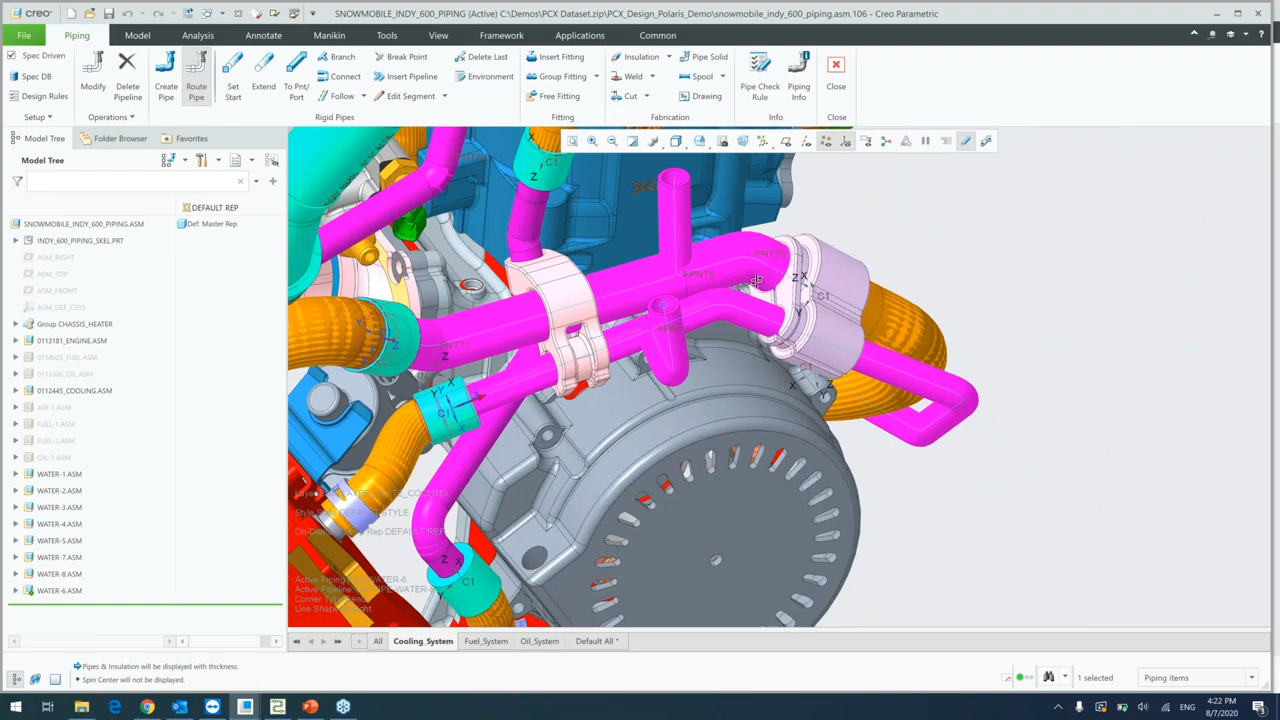 SNOWMOBILE_INDY_600_PIPING (Active) C:\Demos\PCX Dataset.zip\PCX_Design_Polaris_Demo\snowmobile_indy_600_piping.asm.106 - Creo Parametric
File Piping Model Analysis Annotate Manikin Tools View Framework Applications Common
Spec Driven
Spec DB
Design Rules
Setup
Modify
Delete Pipeline
Create Pipe
Route Pipe
Operations
Set Start
Extend
To Pnt/Port
Branch
Connect
Follow
Break Point
Insert Pipeline
Edit Segment
Delete Last
Environment
Rigid Pipes
Insert Fitting
Group Fitting
Free Fitting
Fitting
Insulation
Weld
Cut
Pipe Solid
Spool
Drawing
Fabrication
Pipe Check Rule
Piping Info
Info
Close
Close
Model Tree Folder Browser Favorites
Model Tree
DEFAULT REP
SNOWMOBILE_INDY_600_PIPING.ASM Def: Master Rep
INDY_600_PIPING_SKEL.PRT
ASM_RIGHT
ASM_TOP
ASM_FRONT
ASM_DEF_CSYS
Group CHASSIS_HEATER
0113181_ENGINE.ASM
0114025_FUEL.ASM
0113306_OIL.ASM
0112445_COOLING.ASM
AIR-1.ASM
FUEL-1.ASM
FUEL-2.ASM
OIL-1.ASM
WATER-1.ASM
WATER-2.ASM
WATER-3.ASM
WATER-4.ASM
WATER-5.ASM
WATER-7.ASM
WATER-8.ASM
WATER-6.ASM
C1
Z
Z X
C1
Z
X
Y
C1
C1
X
Z
Z X
C1
All Cooling_System Fuel_System Oil_System Default All *
Pipes & Insulation will be displayed with thickness.
Spin Center will not be displayed.
1 selected
Piping items
ENG
4:22 PM
8/7/2020